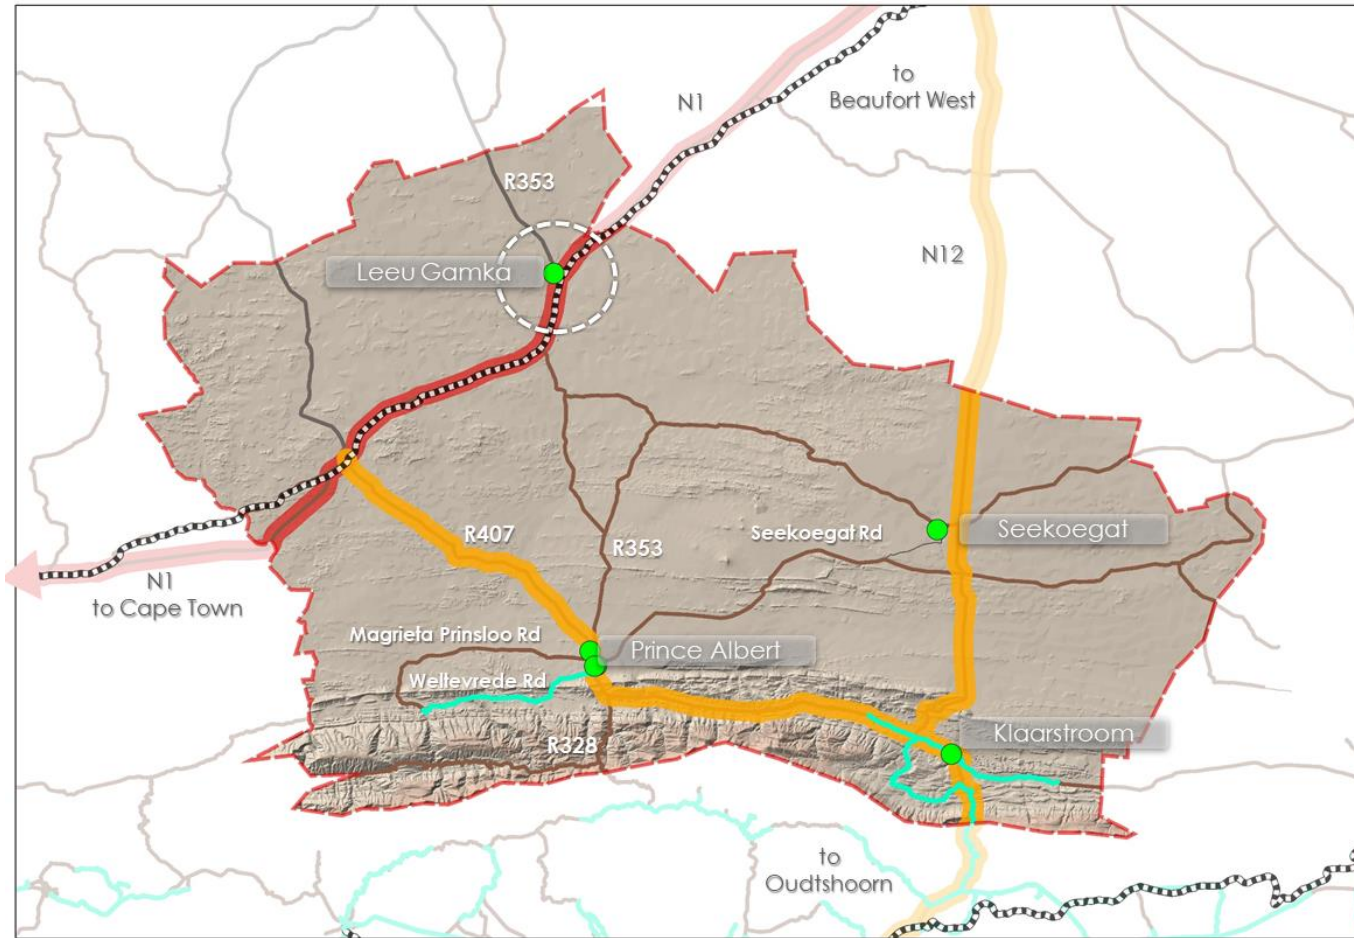 to
Beaufort West
N1
R353
N12
Leeu Gamka
R407
R353
Seekoegat Rd
Seekoegat
N1
to Cape Town
Magrieta Prinsloo Rd
Prince Albert
Weltevrede Rd
Klaarstroom
R328
to
Oudtshoorn